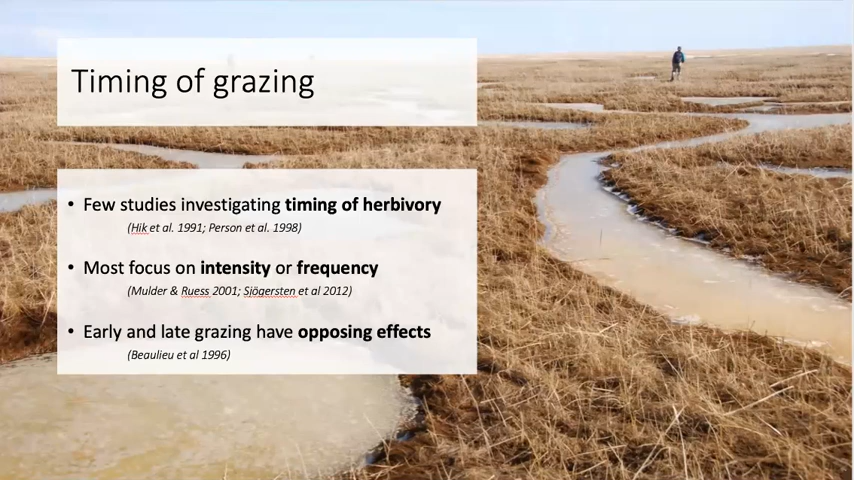 Timing of grazing
• Few studies investigating timing of herbivory
(Hik et al. 1991; Person et al. 1998)
• Most focus on intensity or frequency
(Mulder & Ruess 2001; Sjögersten et al 2012)
• Early and late grazing have opposing effects
(Beaulieu et al 1996)